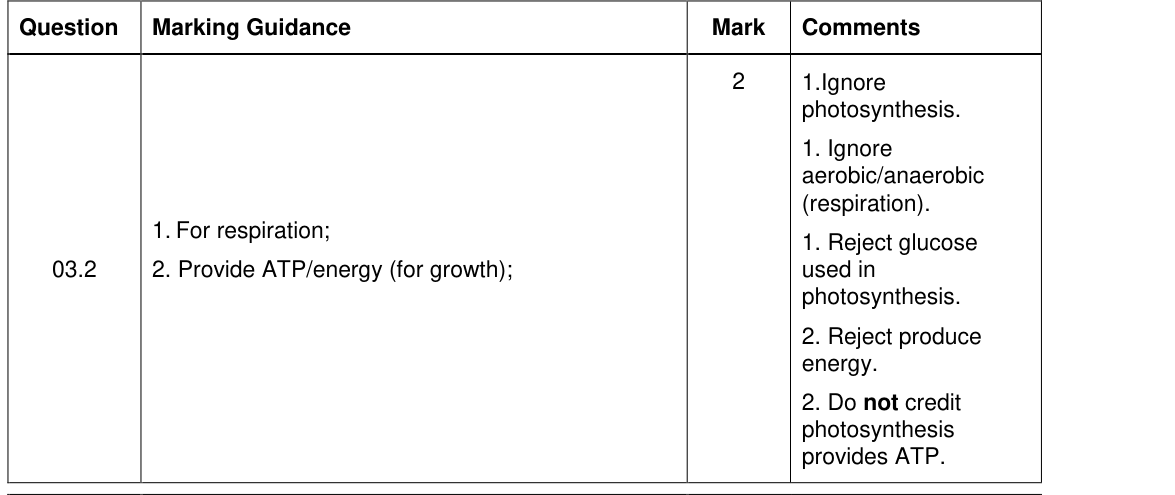 Question Marking Guidance Mark Comments
03.2
1. For respiration;
2. Provide ATP/energy (for growth);
2
1.Ignore
photosynthesis.
1. Ignore
aerobic/anaerobic
(respiration).
1. Reject glucose
used in
photosynthesis.
2. Reject produce
energy.
2. Do not credit
photosynthesis
provides ATP.